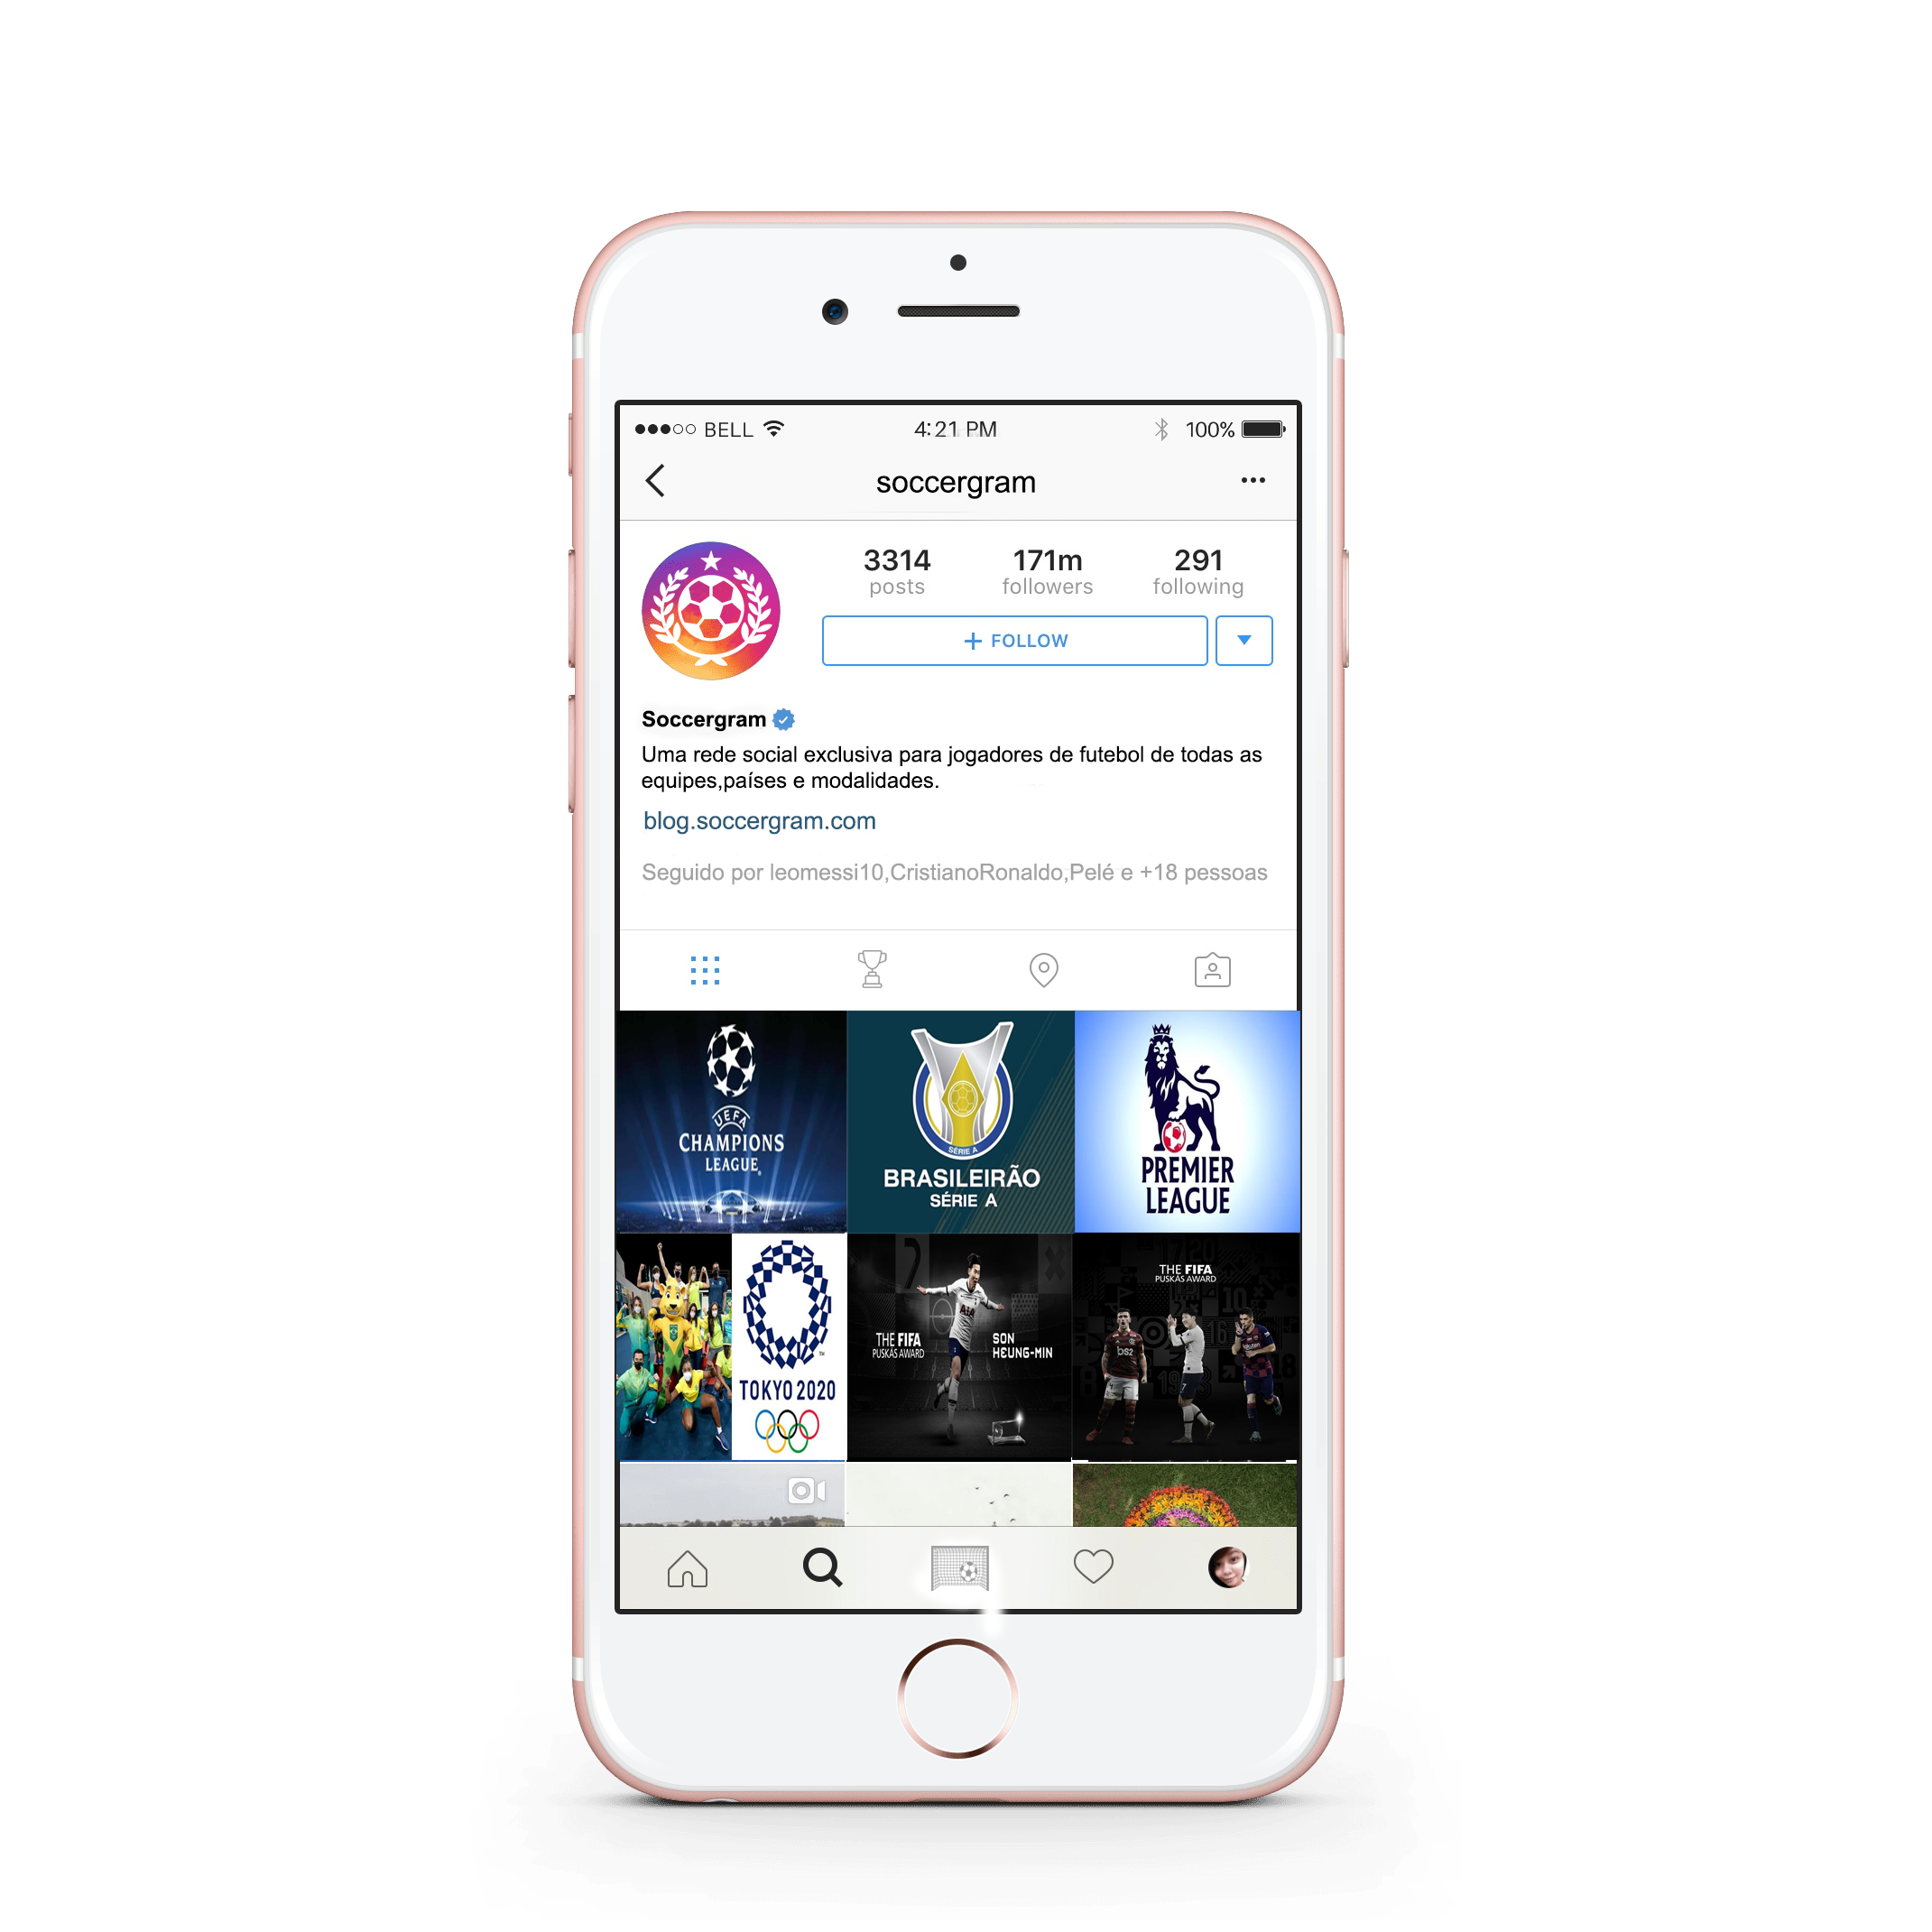 BELL 4:21 PM 100%
soccergram
3314 171m 291
posts followers following
+ FOLLOW
Soccergram
Uma rede social exclusiva para jogadores de futebol de todas as
equipes,países e modalidades.
blog.soccergram.com
Seguido por leomessi10,CristianoRonaldo,Pelé e +18 pessoas
UEFA
CHAMPIONS
LEAGUE
SÉRIE A
BRASILEIRÃO
SÉRIE A
PREMIER
LEAGUE
TOKYO 2020
THE FIFA
PUSKÁS AWARD
SON
HEUNG-MIN
THE FIFA
PUSKÁS AWARD
bs2